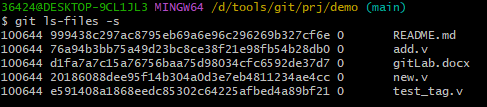 36424@DESKTOP-9CL1JL3 MINGW64 /d/tools/git/prj/demo (main)
$ git ls-files -s
100644 999438c297ac8795eb69a6e96c296269b327cf6e 0 README.md
100644 76a94b3bb75a49d23bc8ce38f21e98fb54b28db0 0 add.v
100644 d1fa7a7c15a76756baa75d98034cfc6592de37d7 0 gitLab.docx
100644 20186088dee95f14b304a0d3e7eb4811234ae4cc 0 new.v
100644 e591408a1868eedc85302c64225afbed4a89bf21 0 test_tag.v